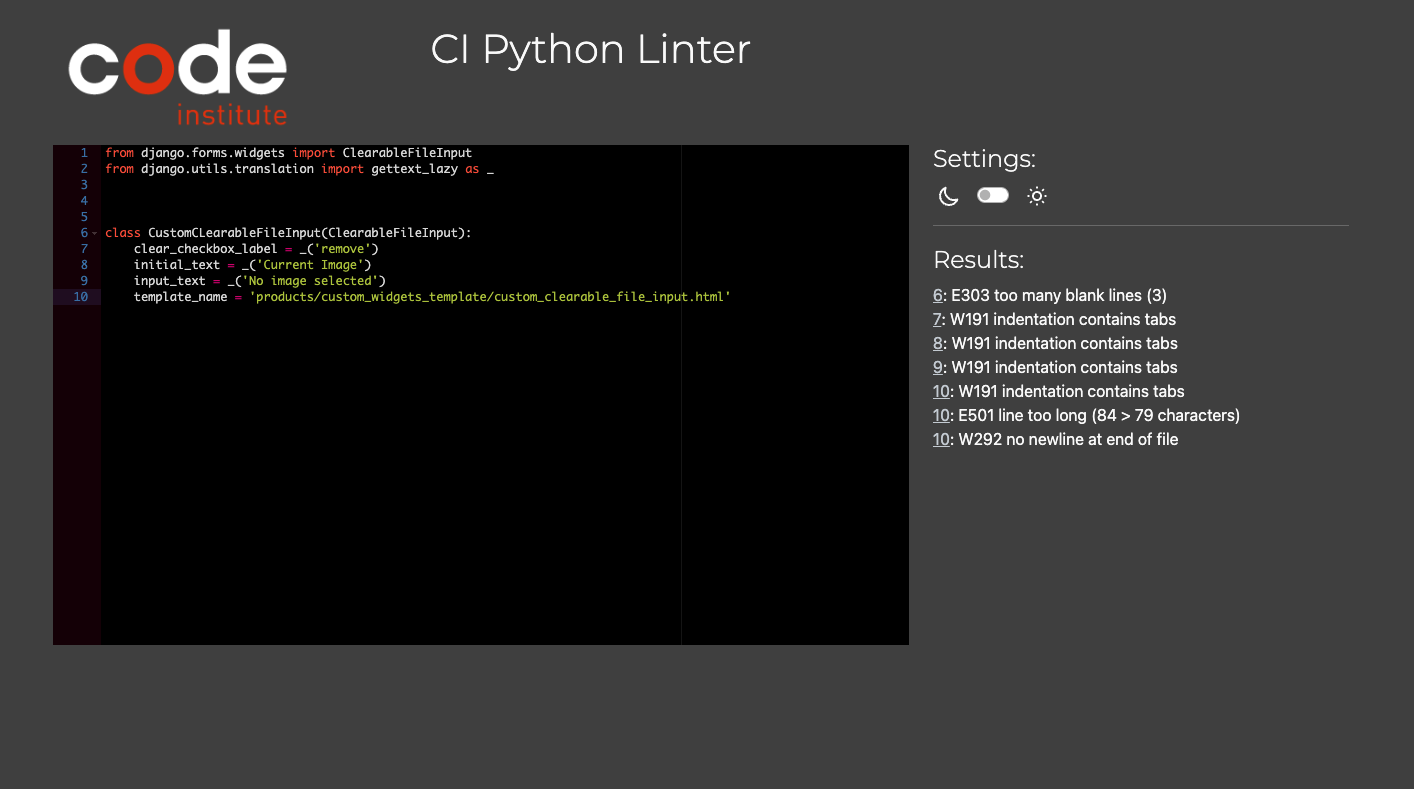 code
institute
CI Python Linter
1 from django.forms.widgets import ClearableFileInput
2 from django.utils.translation import gettext_lazy as _
3
4
5
6 class CustomCLearableFileInput(ClearableFileInput):
7 clear_checkbox_label = _('remove')
8 initial_text = _('Current Image')
9 input_text = _('No image selected')
10 template_name = 'products/custom_widgets_template/custom_clearable_file_input.html'
Settings:
Results:
6: E303 too many blank lines (3)
7: W191 indentation contains tabs
8: W191 indentation contains tabs
9: W191 indentation contains tabs
10: W191 indentation contains tabs
10: E501 line too long (84 > 79 characters)
10: W292 no newline at end of file